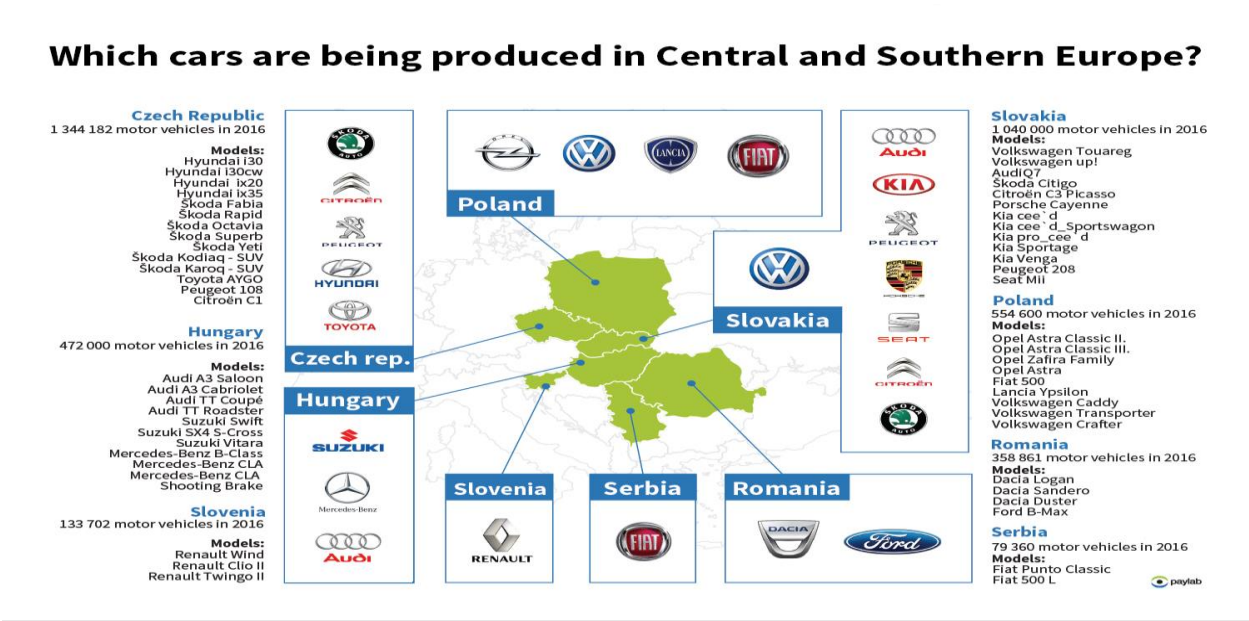 Which cars are being produced in Central and Southern Europe?
Czech Republic
1 344 182 motor vehicles in 2016
Models:
Hyundai i30
Hyundai i30cw
Hyundai ix20
Hyundai ix35
Škoda Fabia
Škoda Rapid
Škoda Octavia
Škoda Superb
Škoda Yeti
Škoda Kodiaq - SUV
Škoda Karoq - SUV
Toyota AYGO
Peugeot 108
Citroën C1
Hungary
472 000 motor vehicles in 2016
Models:
Audi A3 Saloon
Audi A3 Cabriolet
Audi TT Coupé
Audi TT Roadster
Suzuki Swift
Suzuki SX4 S-Cross
Suzuki Vitara
Mercedes-Benz B-Class
Mercedes-Benz CLA
Mercedes-Benz CLA
Shooting Brake
Slovenia
133 702 motor vehicles in 2016
Models:
Renault Wind
Renault Clio II
Renault Twingo II
ŠKODA
AUTO
CITROËN
PEUGEOT
HYUNDAI
TOYOTA
Czech rep.
Hungary
SUZUKI
Mercedes-Benz
Audi
OPEL
LANCIA
FIAT
Poland
Slovakia
Audi
KIA
PEUGEOT
PORSCHE
SEAT
CITROËN
ŠKODA
AUTO
Slovenia
RENAULT
Serbia
FIAT
Romania
DACIA
Ford
Slovakia
1 040 000 motor vehicles in 2016
Models:
Volkswagen Touareg
Volkswagen up!
AudiQ7
Škoda Citigo
Citroën C3 Picasso
Porsche Cayenne
Kia cee`d
Kia cee`d_Sportswagon
Kia pro_cee`d
Kia Sportage
Kia Venga
Peugeot 208
Seat Mii
Poland
554 600 motor vehicles in 2016
Models:
Opel Astra Classic II.
Opel Astra Classic III.
Opel Zafira Family
Opel Astra
Fiat 500
Lancia Ypsilon
Volkswagen Caddy
Volkswagen Transporter
Volkswagen Crafter
Romania
358 861 motor vehicles in 2016
Models:
Dacia Logan
Dacia Sandero
Dacia Duster
Ford B-Max
Serbia
79 360 motor vehicles in 2016
Models:
Fiat Punto Classic
Fiat 500 L
paylab